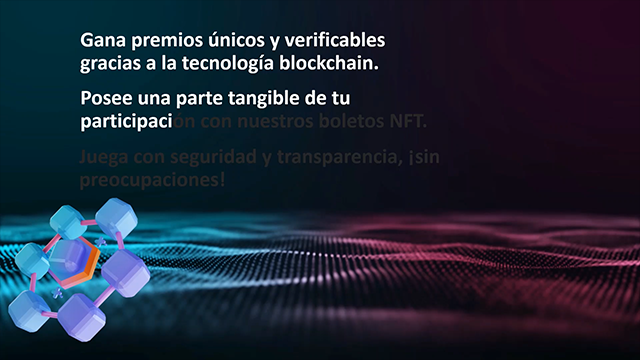 Gana premios únicos y verificables
gracias a la tecnología blockchain.
Posee una parte tangible de tu
participación con nuestros boletos NFT.
Juega con seguridad y transparencia, ¡sin
preocupaciones!